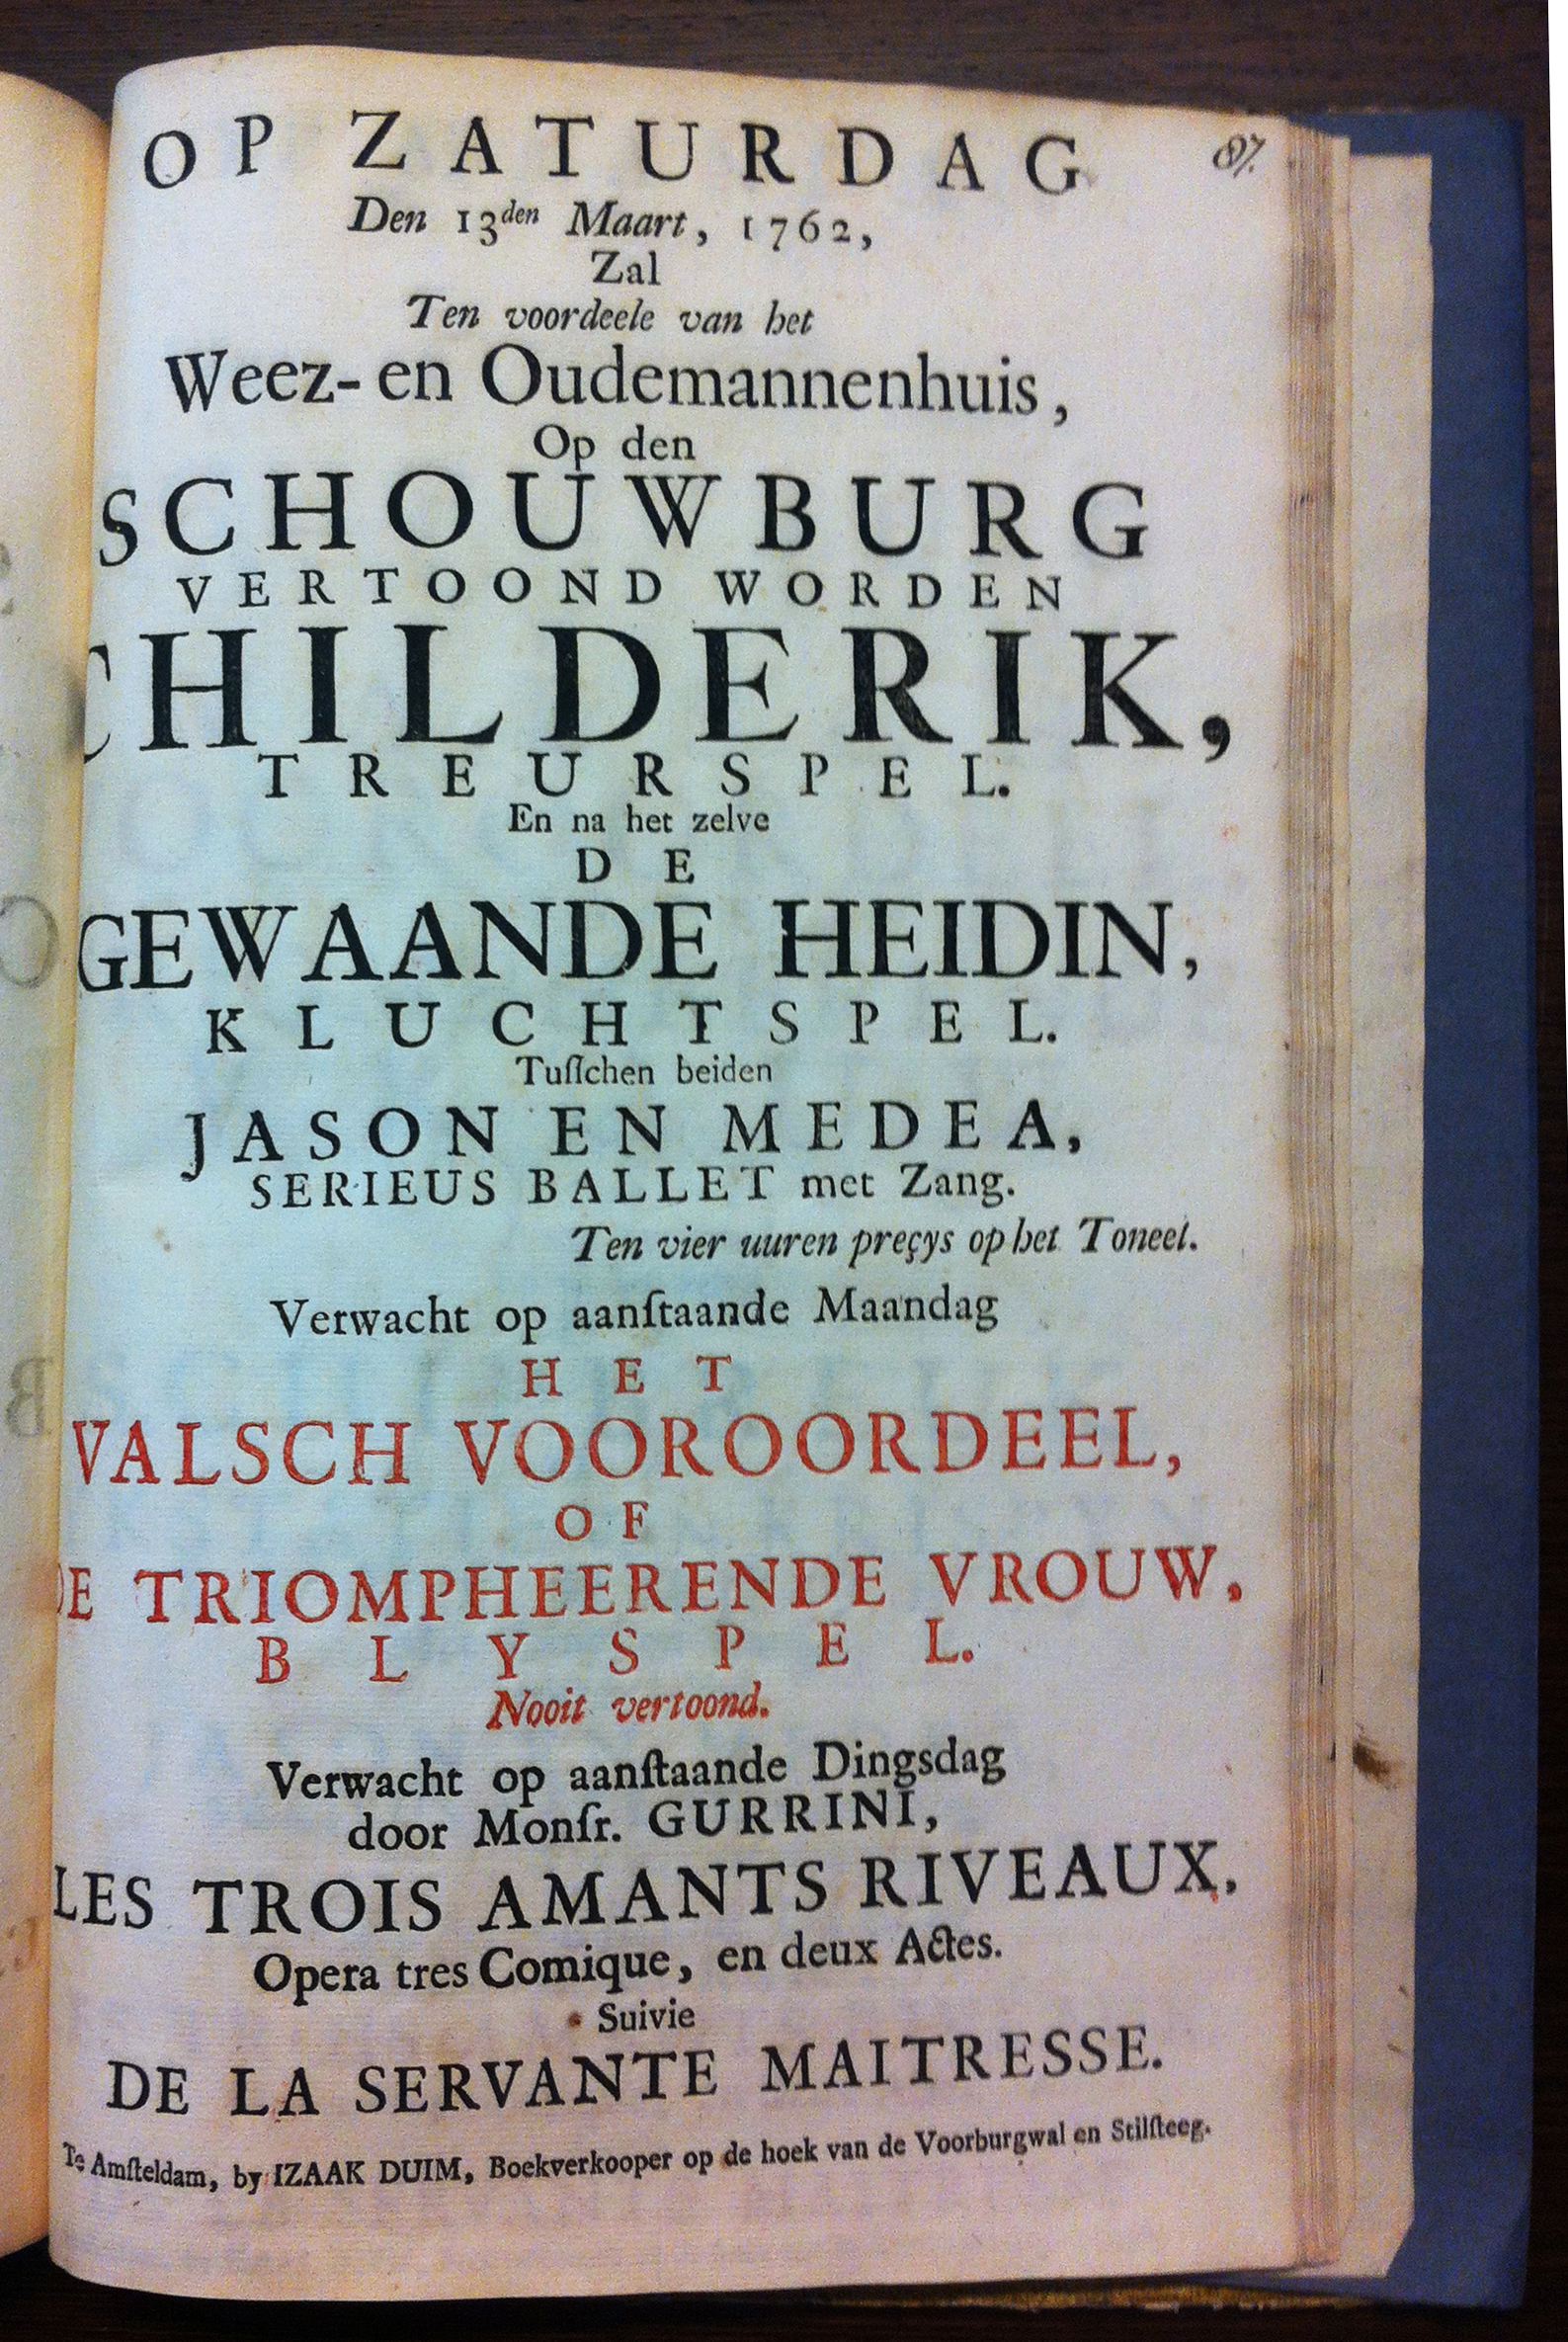 87.
OP ZATURDAG
Den 13den Maart, 1762,
Zal
Ten voordeele van het
Weez- en Oudemannenhuis,
Op den
SCHOUWBURG
VERTOOND WORDEN
CHILDERIK,
TREURSPEL.
En na het zelve
DE
GEWAANDE HEIDIN,
KLUCHTSPEL.
Tuſſchen beiden
JASON EN MEDEA,
SERIEUS BALLET met Zang.
Ten vier uuren preçys op het Toneel.
Verwacht op aanſtaande Maandag
HET
VALSCH VOOROORDEEL,
OF
DE TRIOMPHEERENDE VROUW,
BLYSPEL.
Nooit vertoond.
Verwacht op aanſtaande Dingsdag
door Monſr. GURRINI,
LES TROIS AMANTS RIVEAUX,
Opera tres Comique, en deux Actes.
Suivie
DE LA SERVANTE MAITRESSE.
Te Amſteldam, by IZAAK DUIM, Boekverkooper op de hoek van de Voorburgwal en Stilſteeg.